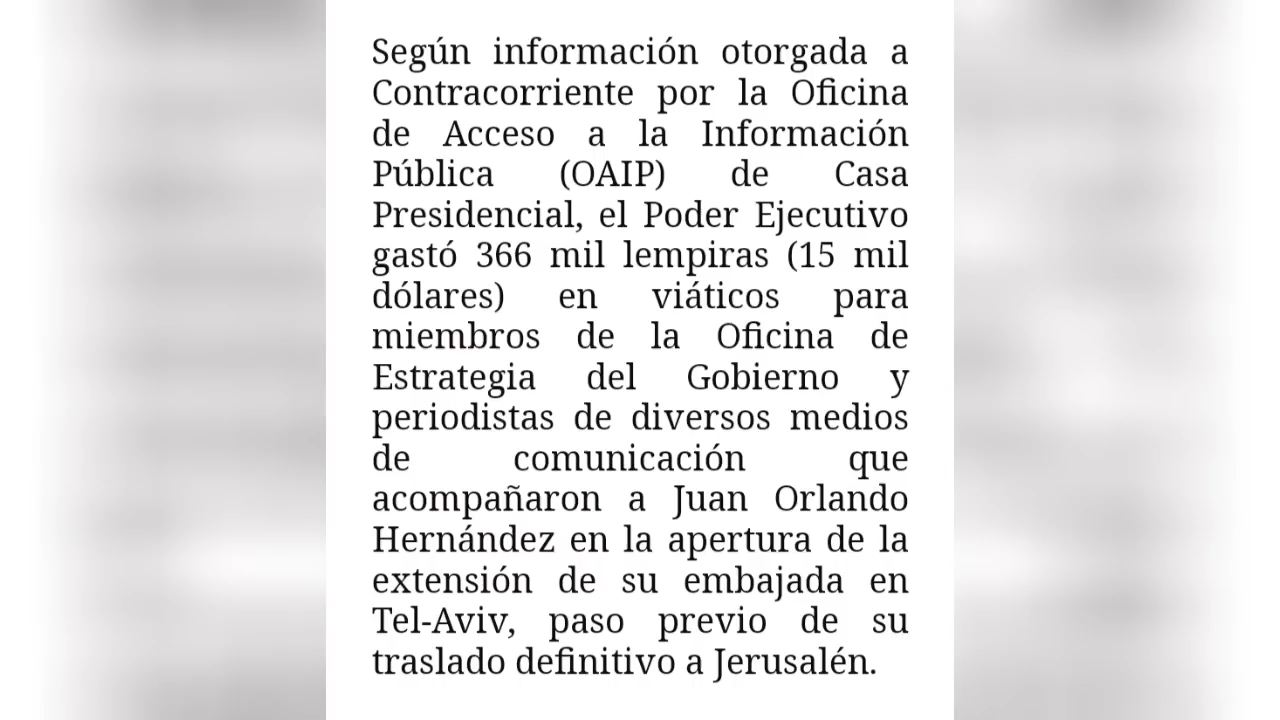 Según información otorgada a
Contracorriente por la Oficina
de Acceso a la Información
Pública (OAIP) de Casa
Presidencial, el Poder Ejecutivo
gastó 366 mil lempiras (15 mil
dólares) en viáticos para
miembros de la Oficina de
Estrategia del Gobierno y
periodistas de diversos medios
de comunicación que
acompañaron a Juan Orlando
Hernández en la apertura de la
extensión de su embajada en
Tel-Aviv, paso previo de su
traslado definitivo a Jerusalén.